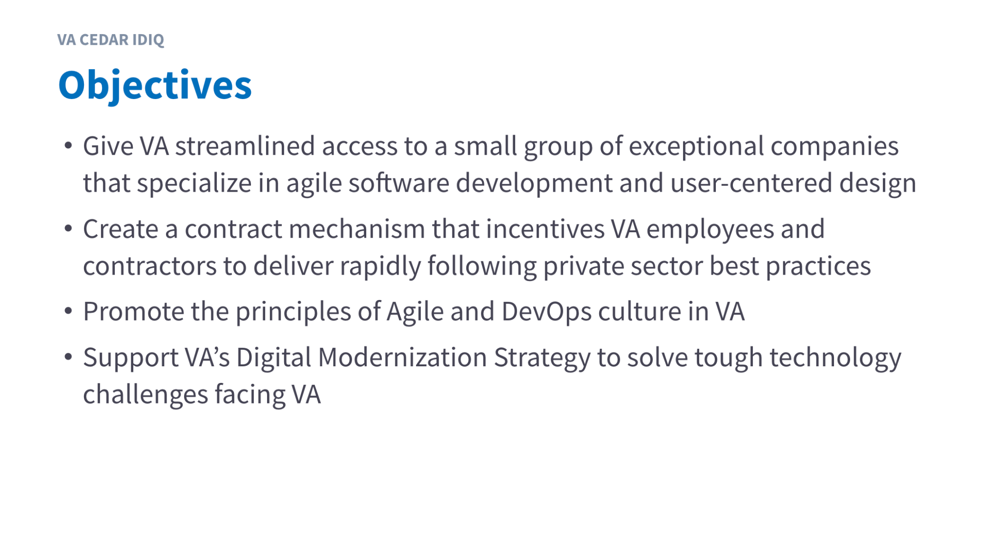 VA CEDAR IDIQ
Objectives
• Give VA streamlined access to a small group of exceptional companies
that specialize in agile software development and user-centered design
• Create a contract mechanism that incentives VA employees and
contractors to deliver rapidly following private sector best practices
• Promote the principles of Agile and DevOps culture in VA
• Support VA’s Digital Modernization Strategy to solve tough technology
challenges facing VA